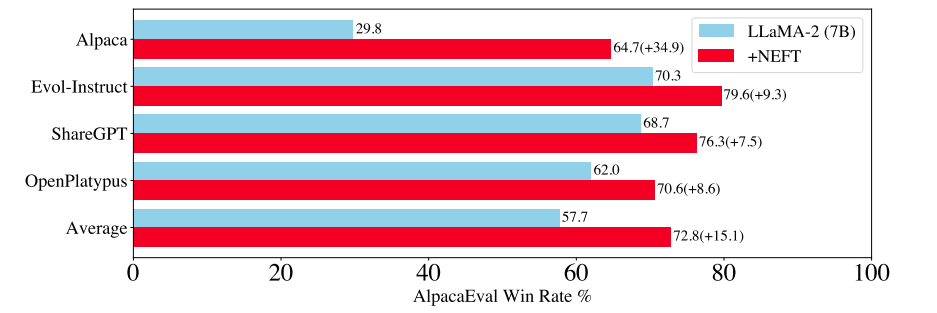 LLaMA-2 (7B)
+NEFT
Alpaca
29.8
64.7(+34.9)
Evol-Instruct
70.3
79.6(+9.3)
ShareGPT
68.7
76.3(+7.5)
OpenPlatypus
62.0
70.6(+8.6)
Average
57.7
72.8(+15.1)
0 20 40 60 80 100
AlpacaEval Win Rate %